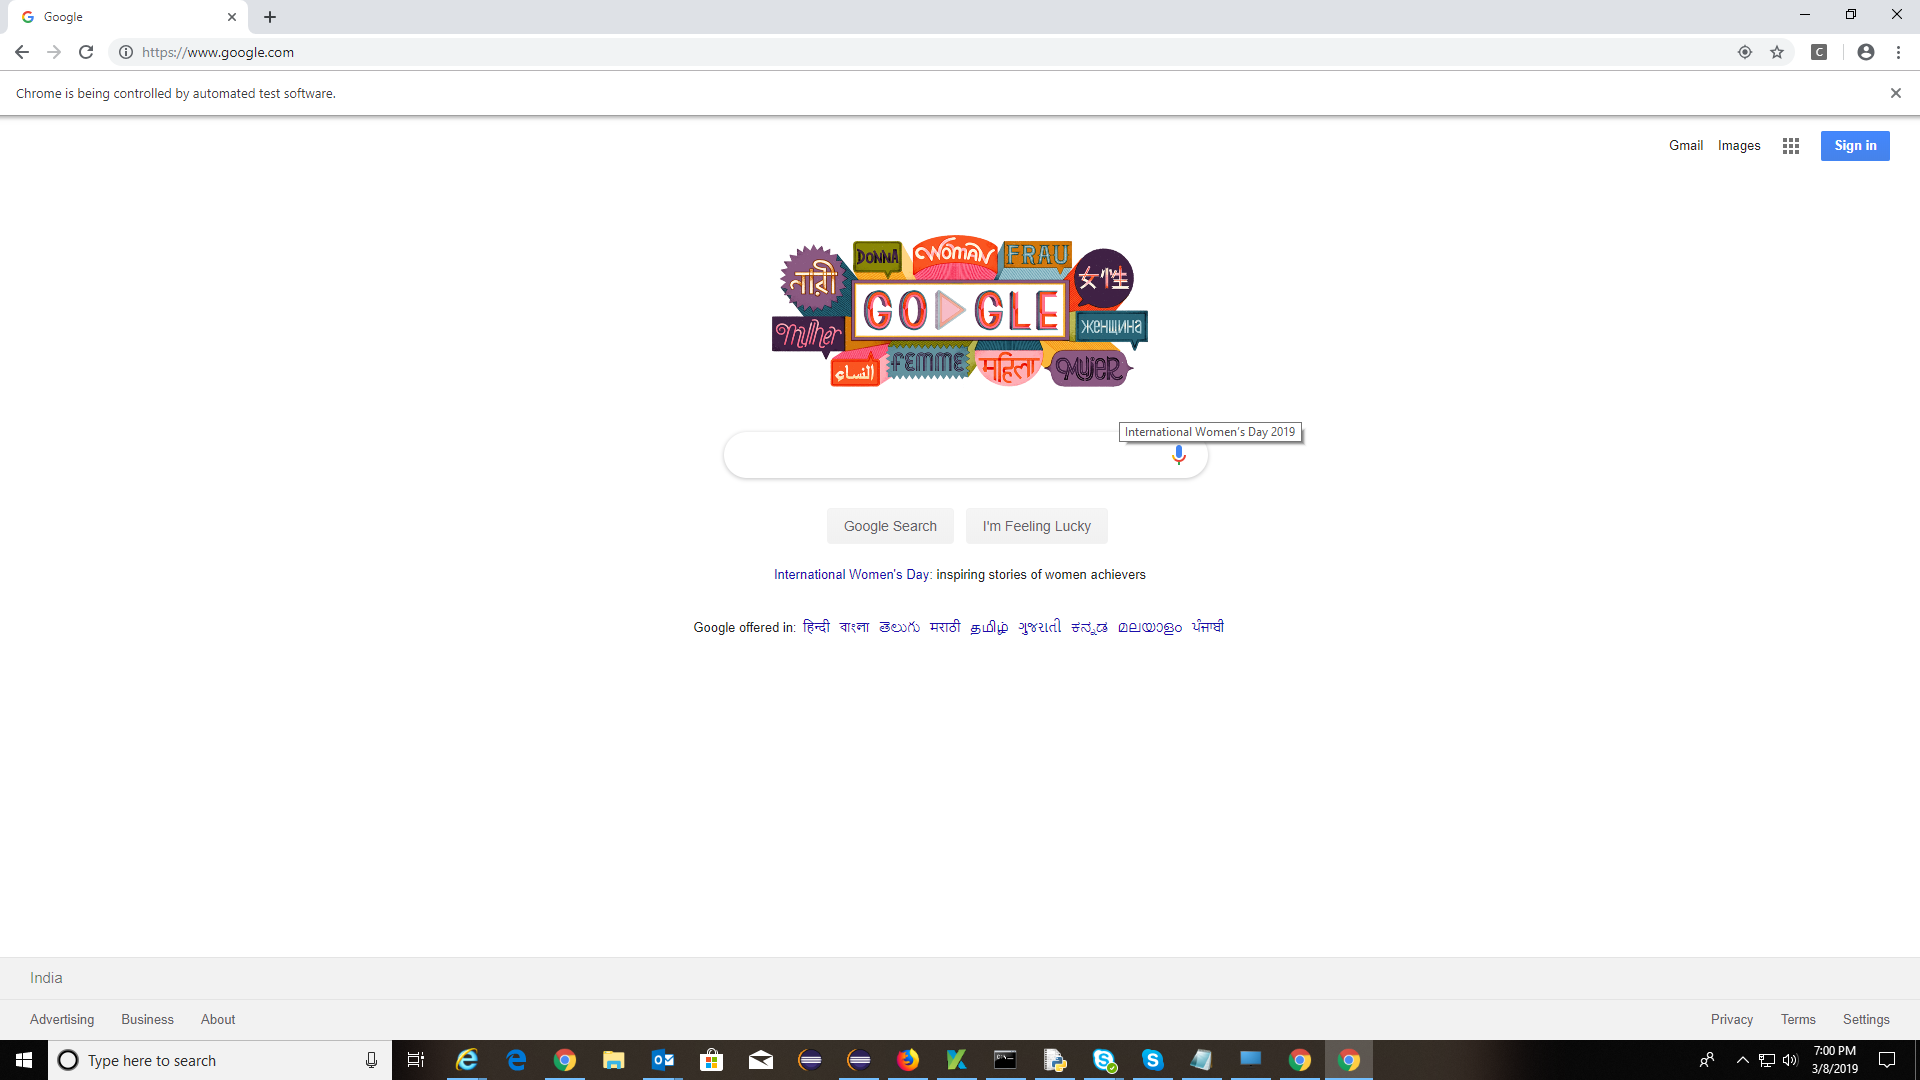 Google
https://www.google.com
C
Chrome is being controlled by automated test software.
Gmail Images Sign in
DONNA WOMAN FRAU
নারী 女性
GO GLE
mulher женщина
النساء FEMME महिला MUJER
International Women's Day 2019
Google Search I'm Feeling Lucky
International Women's Day: inspiring stories of women achievers
Google offered in: हिन्दी বাংলা తెలుగు मराठी தமிழ் ગુજરાતી ಕನ್ನಡ മലയാളം ਪੰਜਾਬੀ
India
Advertising Business About Privacy Terms Settings
Type here to search
7:00 PM
3/8/2019